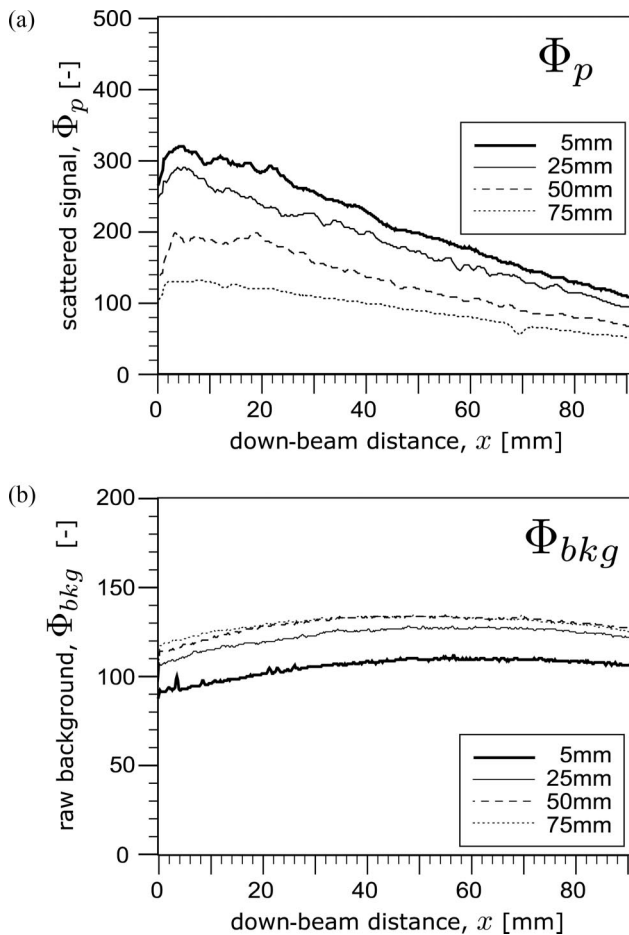 (a)
500
400
300
200
100
0
scattered signal, Φp [-]
Φp
5mm
25mm
50mm
75mm
0 20 40 60 80
down-beam distance, x [mm]
(b)
200
150
100
50
0
raw background, Φbkg [-]
Φbkg
5mm
25mm
50mm
75mm
0 20 40 60 80
down-beam distance, x [mm]